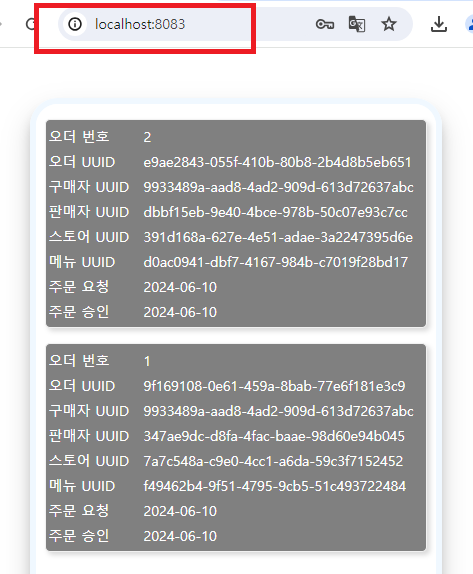 localhost:8083
오더 번호 2
오더 UUID e9ae2843-055f-410b-80b8-2b4d8b5eb651
구매자 UUID 9933489a-aad8-4ad2-909d-613d72637abc
판매자 UUID dbbf15eb-9e40-4bce-978b-50c07e93c7cc
스토어 UUID 391d168a-627e-4e51-adae-3a2247395d6e
메뉴 UUID d0ac0941-dbf7-4167-984b-c7019f28bd17
주문 요청 2024-06-10
주문 승인 2024-06-10
오더 번호 1
오더 UUID 9f169108-0e61-459a-8bab-77e6f181e3c9
구매자 UUID 9933489a-aad8-4ad2-909d-613d72637abc
판매자 UUID 347ae9dc-d8fa-4fac-baae-98d60e94b045
스토어 UUID 7a7c548a-c9e0-4cc1-a6da-59c3f7152452
메뉴 UUID f49462b4-9f51-4795-9cb5-51c493722484
주문 요청 2024-06-10
주문 승인 2024-06-10